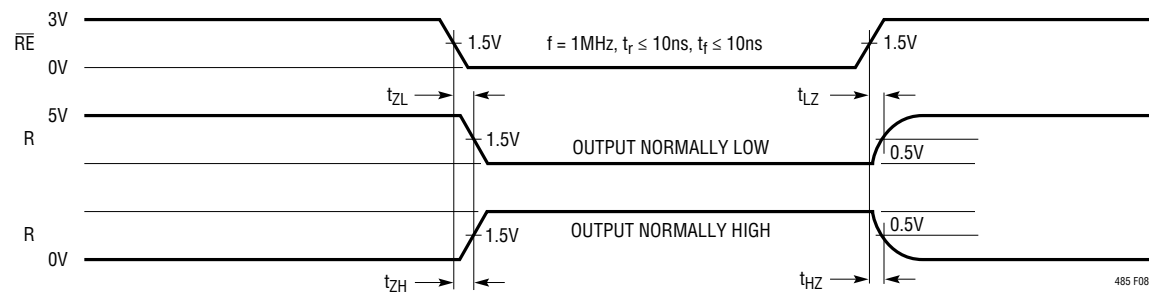 3V
R̅E̅
1.5V
f = 1MHz, tr ≤ 10ns, tf ≤ 10ns
1.5V
0V
tZL
tLZ
5V
R
1.5V
OUTPUT NORMALLY LOW
0.5V
R
1.5V
OUTPUT NORMALLY HIGH
0.5V
0V
tZH
tHZ
485 F08